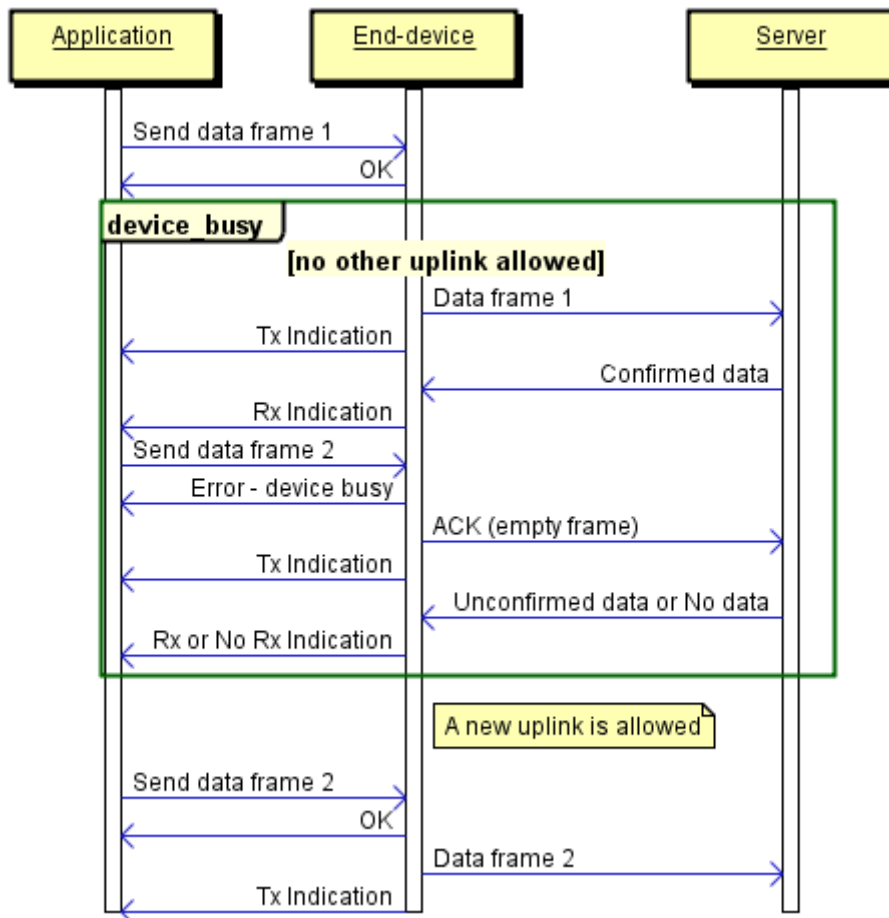 Application
End-device
Server
Send data frame 1
OK
device_busy
[no other uplink allowed]
Data frame 1
Tx Indication
Confirmed data
Rx Indication
Send data frame 2
Error - device busy
ACK (empty frame)
Tx Indication
Unconfirmed data or No data
Rx or No Rx Indication
A new uplink is allowed
Send data frame 2
OK
Data frame 2
Tx Indication